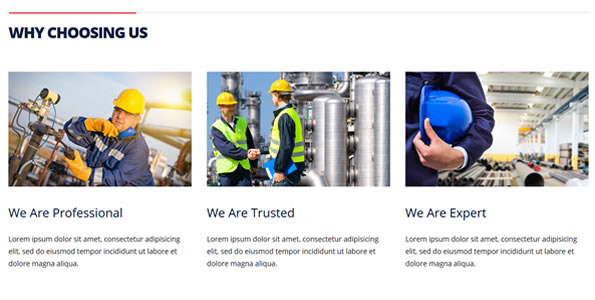 WHY CHOOSING US
We Are Professional
Lorem ipsum dolor sit amet, consectetur adipisicing
elit, sed do eiusmod tempor incididunt ut labore et
dolore magna aliqua.
We Are Trusted
Lorem ipsum dolor sit amet, consectetur adipisicing
elit, sed do eiusmod tempor incididunt ut labore et
dolore magna aliqua.
We Are Expert
Lorem ipsum dolor sit amet, consectetur adipisicing
elit, sed do eiusmod tempor incididunt ut labore et
dolore magna aliqua.